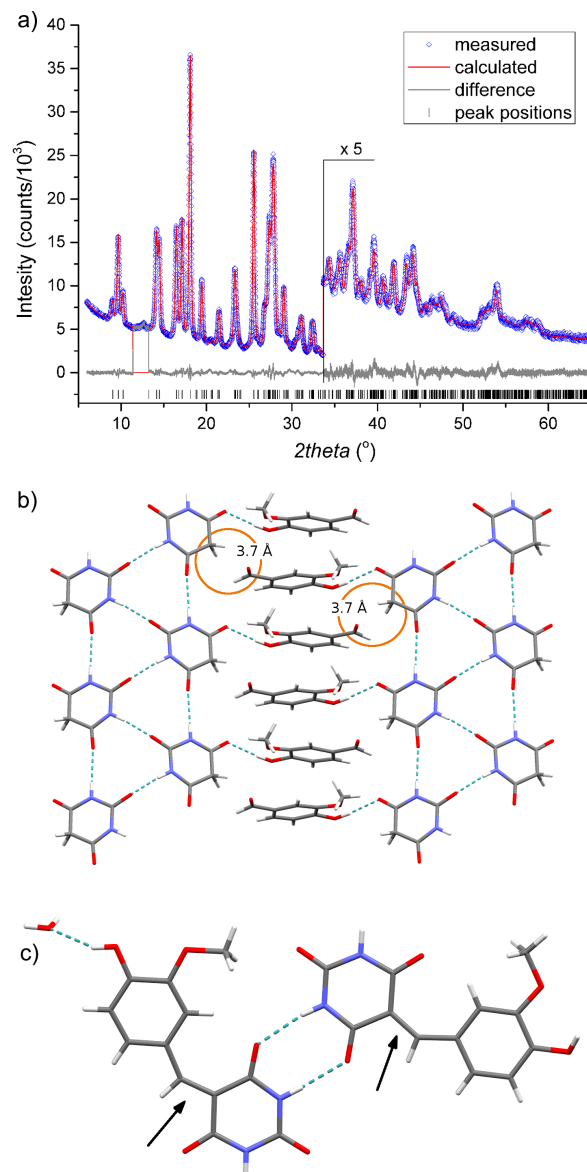 a)
40
35
30
25
20
15
10
5
0
Intesity (counts/10³)
measured
calculated
difference
peak positions
x 5
10
20
30
40
50
60
2theta (°)
b)
3.7 Å
3.7 Å
c)